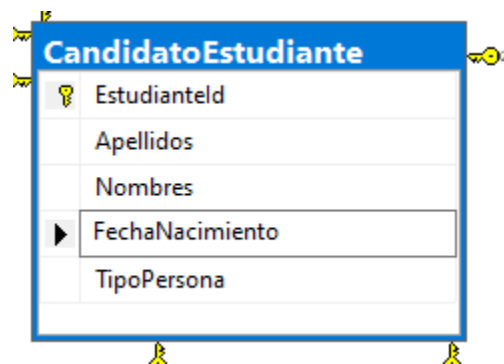 CandidatoEstudiante
EstudianteId
Apellidos
Nombres
FechaNacimiento
TipoPersona